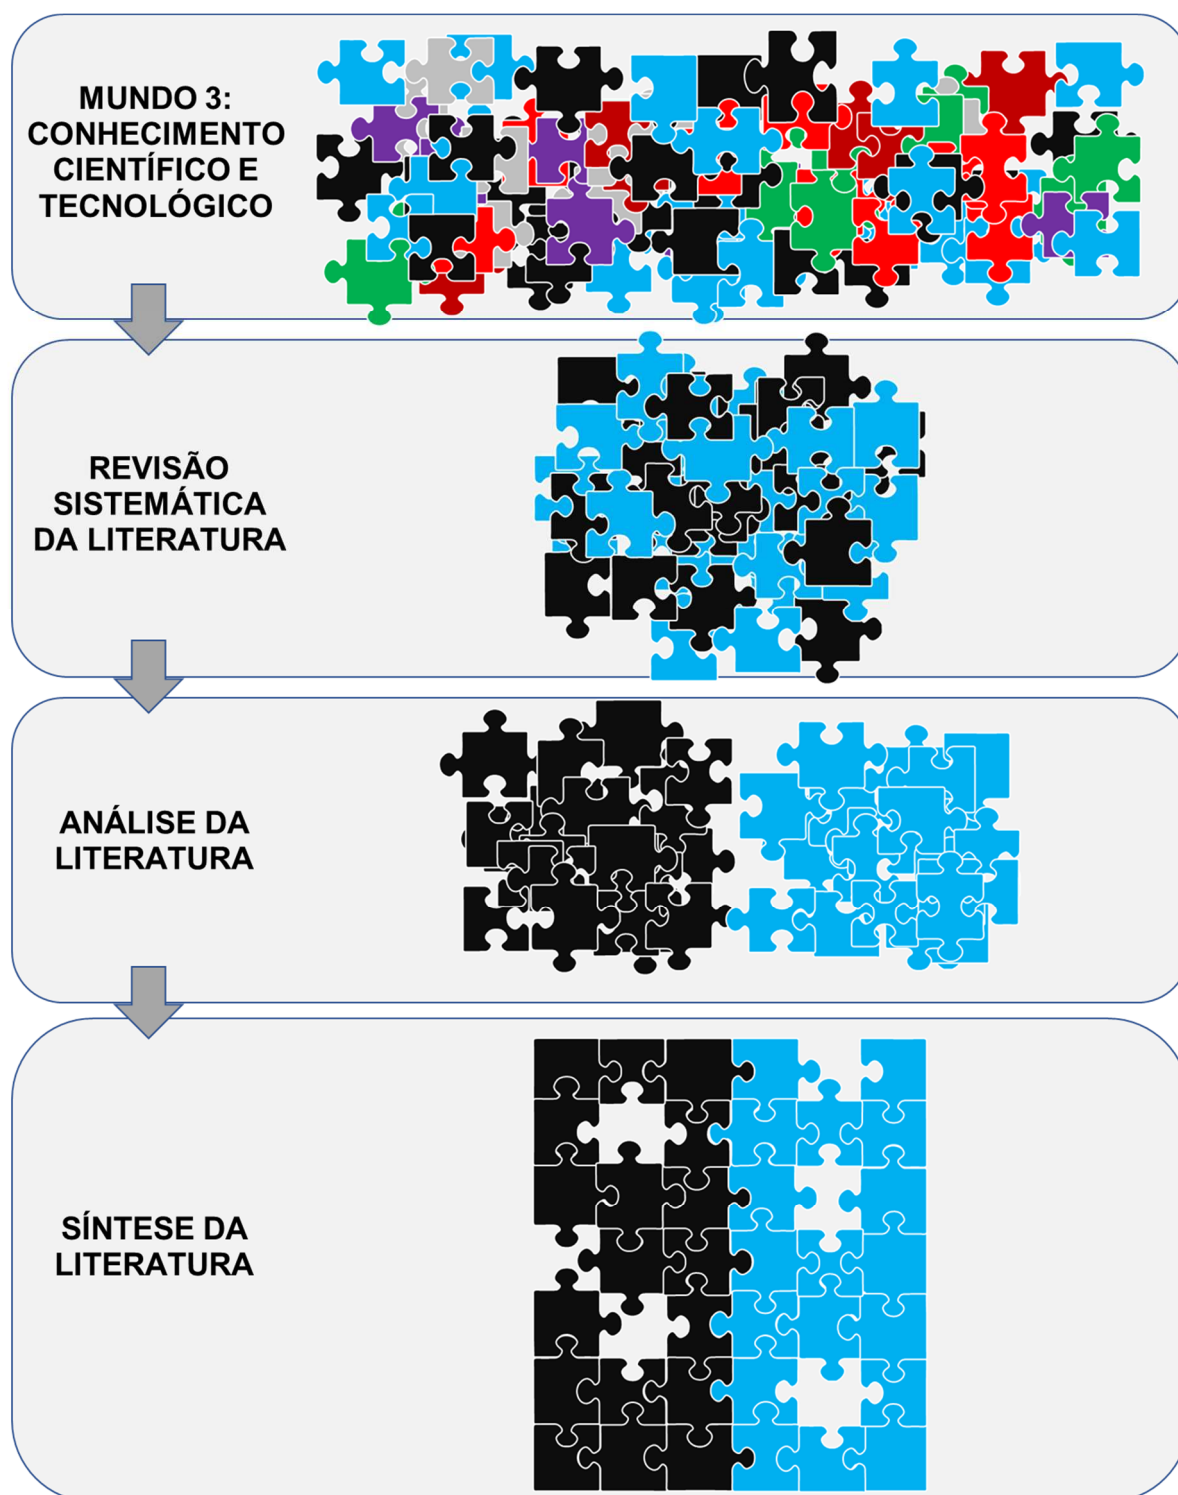 MUNDO 3:
CONHECIMENTO
CIENTÍFICO E
TECNOLÓGICO
REVISÃO
SISTEMÁTICA
DA LITERATURA
ANÁLISE DA
LITERATURA
SÍNTESE DA
LITERATURA